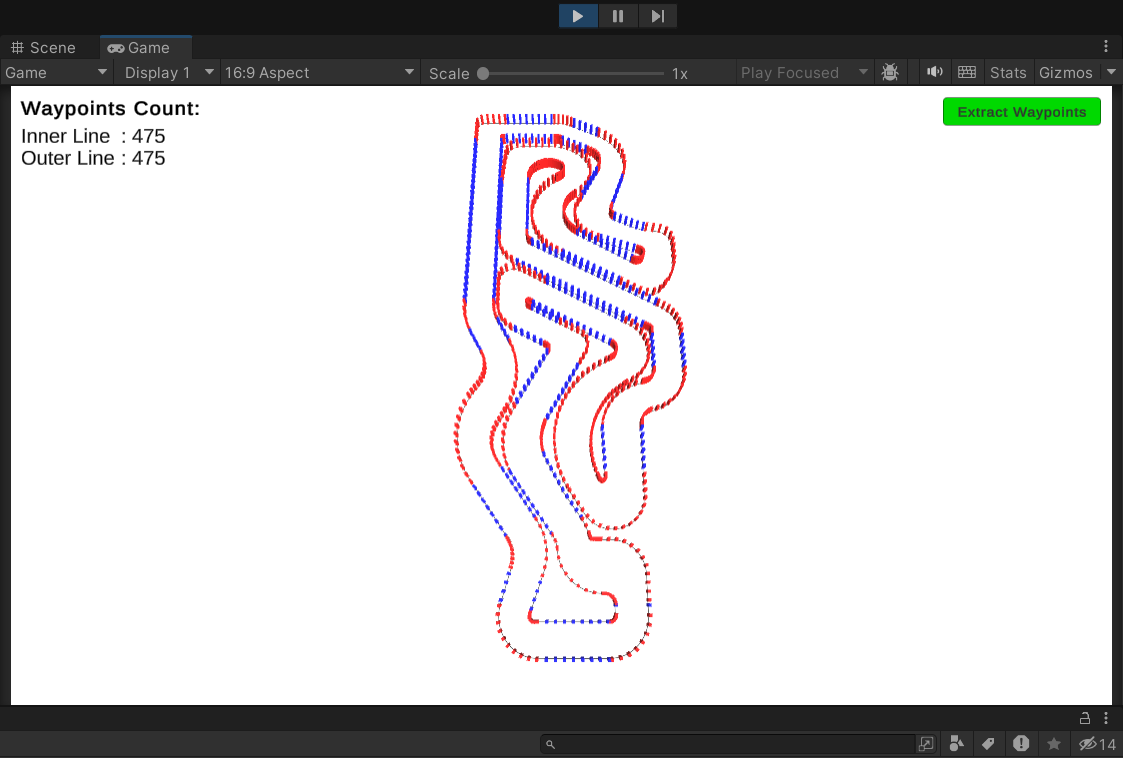 Scene
Game
Game
Display 1
16:9 Aspect
Scale
1x
Play Focused
Stats
Gizmos
Waypoints Count:
Extract Waypoints
Inner Line : 475
Outer Line : 475
14